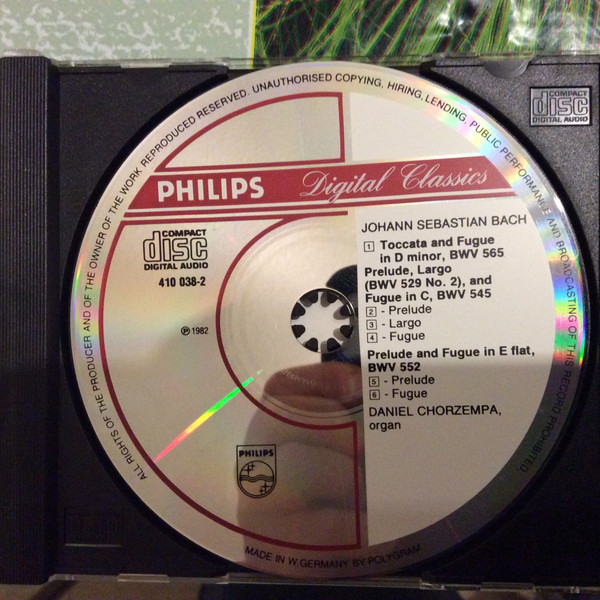 COMPACT
disc
DIGITAL AUDIO
ALL RIGHTS OF THE PRODUCER AND OF THE OWNER OF THE WORK REPRODUCED RESERVED. UNAUTHORISED COPYING, HIRING, LENDING, PUBLIC PERFORMANCE AND BROADCASTING OF THIS RECORD PROHIBITED.
PHILIPS Digital Classics
COMPACT
disc
DIGITAL AUDIO
410 038-2
℗ 1982
JOHANN SEBASTIAN BACH
1 Toccata and Fugue
in D minor, BWV 565
Prelude, Largo
(BWV 529 No. 2), and
Fugue in C, BWV 545
2 - Prelude
3 - Largo
4 - Fugue
Prelude and Fugue in E flat,
BWV 552
5 - Prelude
6 - Fugue
DANIEL CHORZEMPA,
organ
PHILIPS
MADE IN W. GERMANY BY POLYGRAM